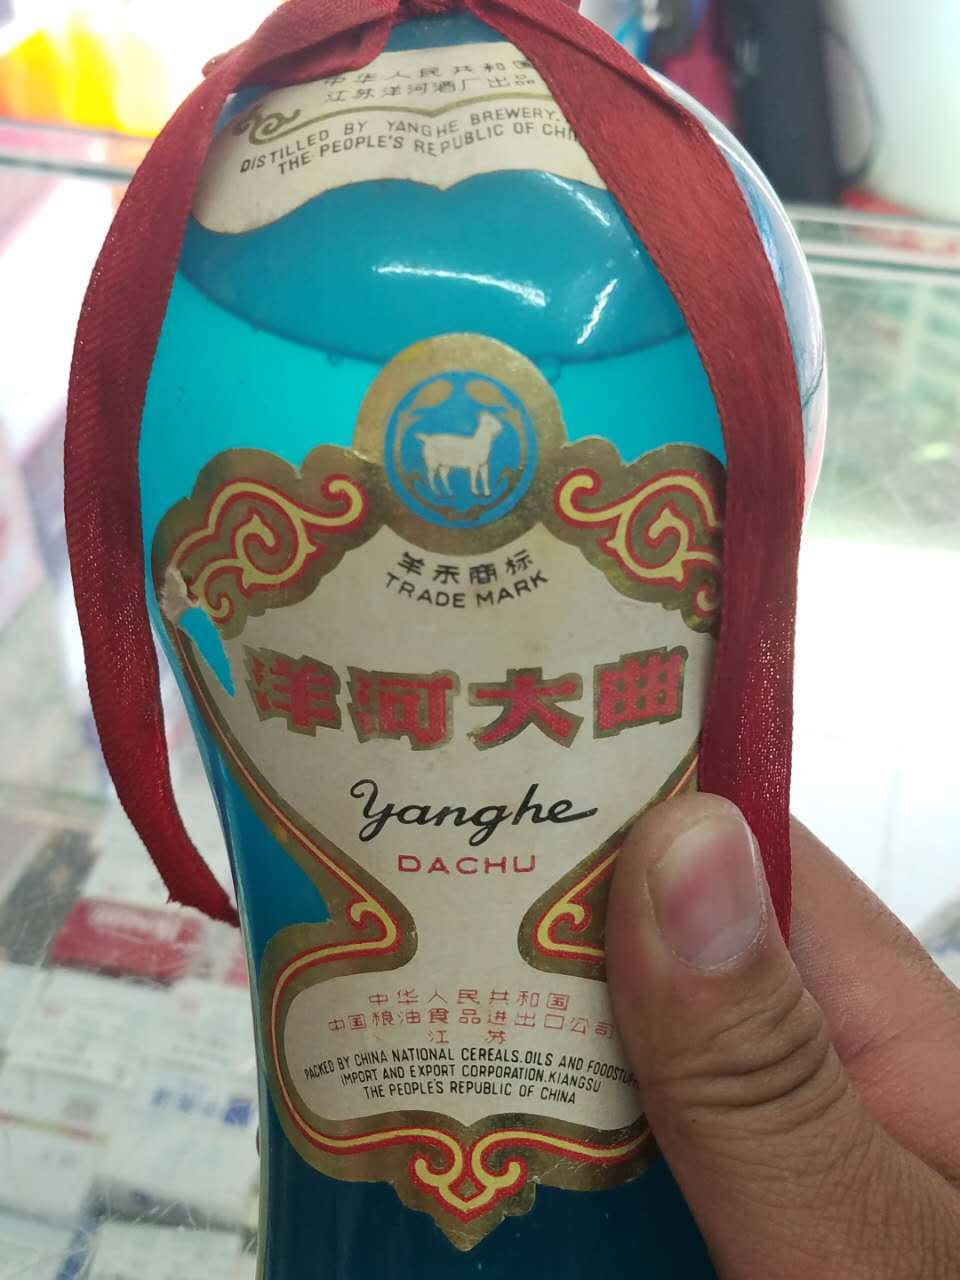 中华人民共和国
江苏洋河酒厂出品
DISTILLED BY YANGHE BREWERY.
THE PEOPLE'S REPUBLIC OF
羊禾商标
TRADE MARK
洋河大曲
Yanghe
DACHU
中华人民共和国
中国粮油食品进出口公司
江苏
PACKED BY CHINA NATIONAL CEREALS.OILS AND
IMPORT AND EXPORT CORPORATION.KIANGSU
THE PEOPLE'S REPUBLIC OF CHINA